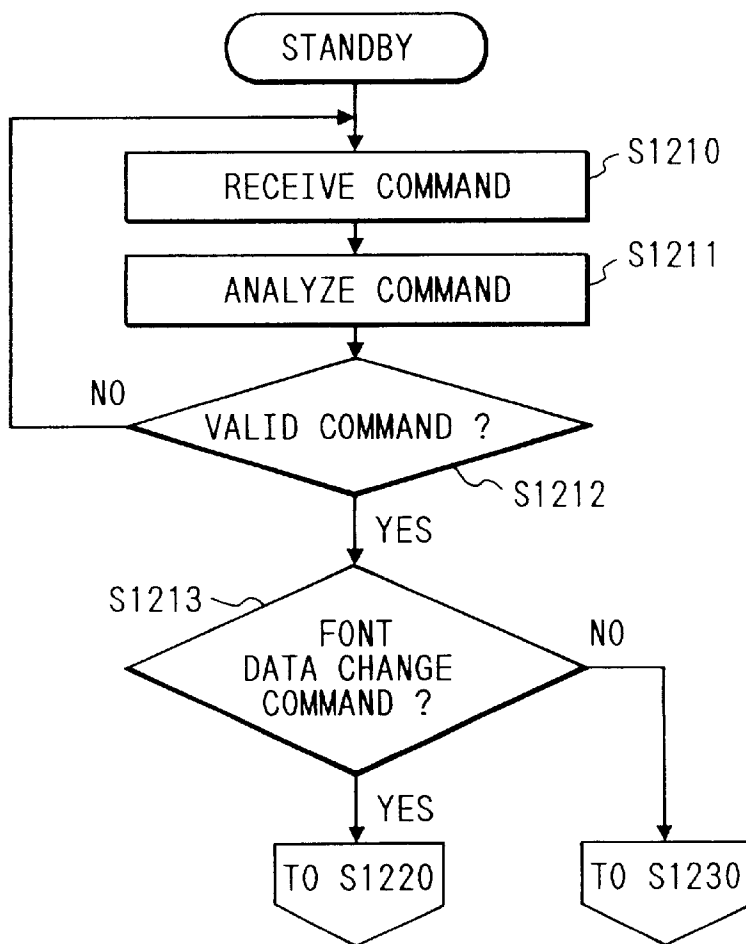 STANDBY
RECEIVE COMMAND
S1210
ANALYZE COMMAND
S1211
NO
VALID COMMAND ?
S1212
YES
S1213
FONT
DATA CHANGE
COMMAND ?
NO
YES
TO S1220
TO S1230